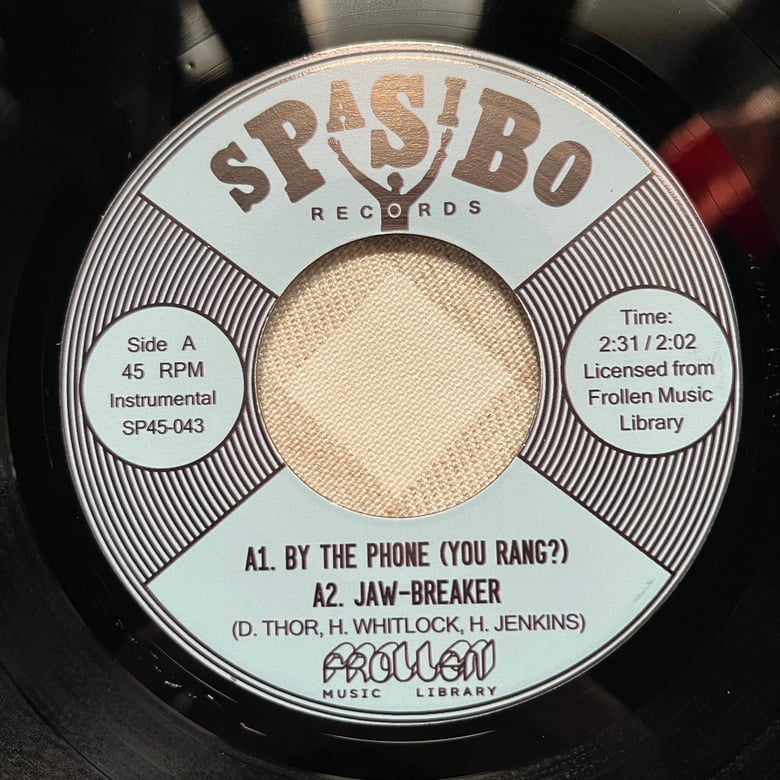 SPASIBO
RECORDS
Side A
45 RPM
Instrumental
SP45-043
Time:
2:31 / 2:02
Licensed from
Frollen Music
Library
A1. BY THE PHONE (YOU RANG?)
A2. JAW-BREAKER
(D. THOR, H. WHITLOCK, H. JENKINS)
FROLLEN
MUSIC LIBRARY